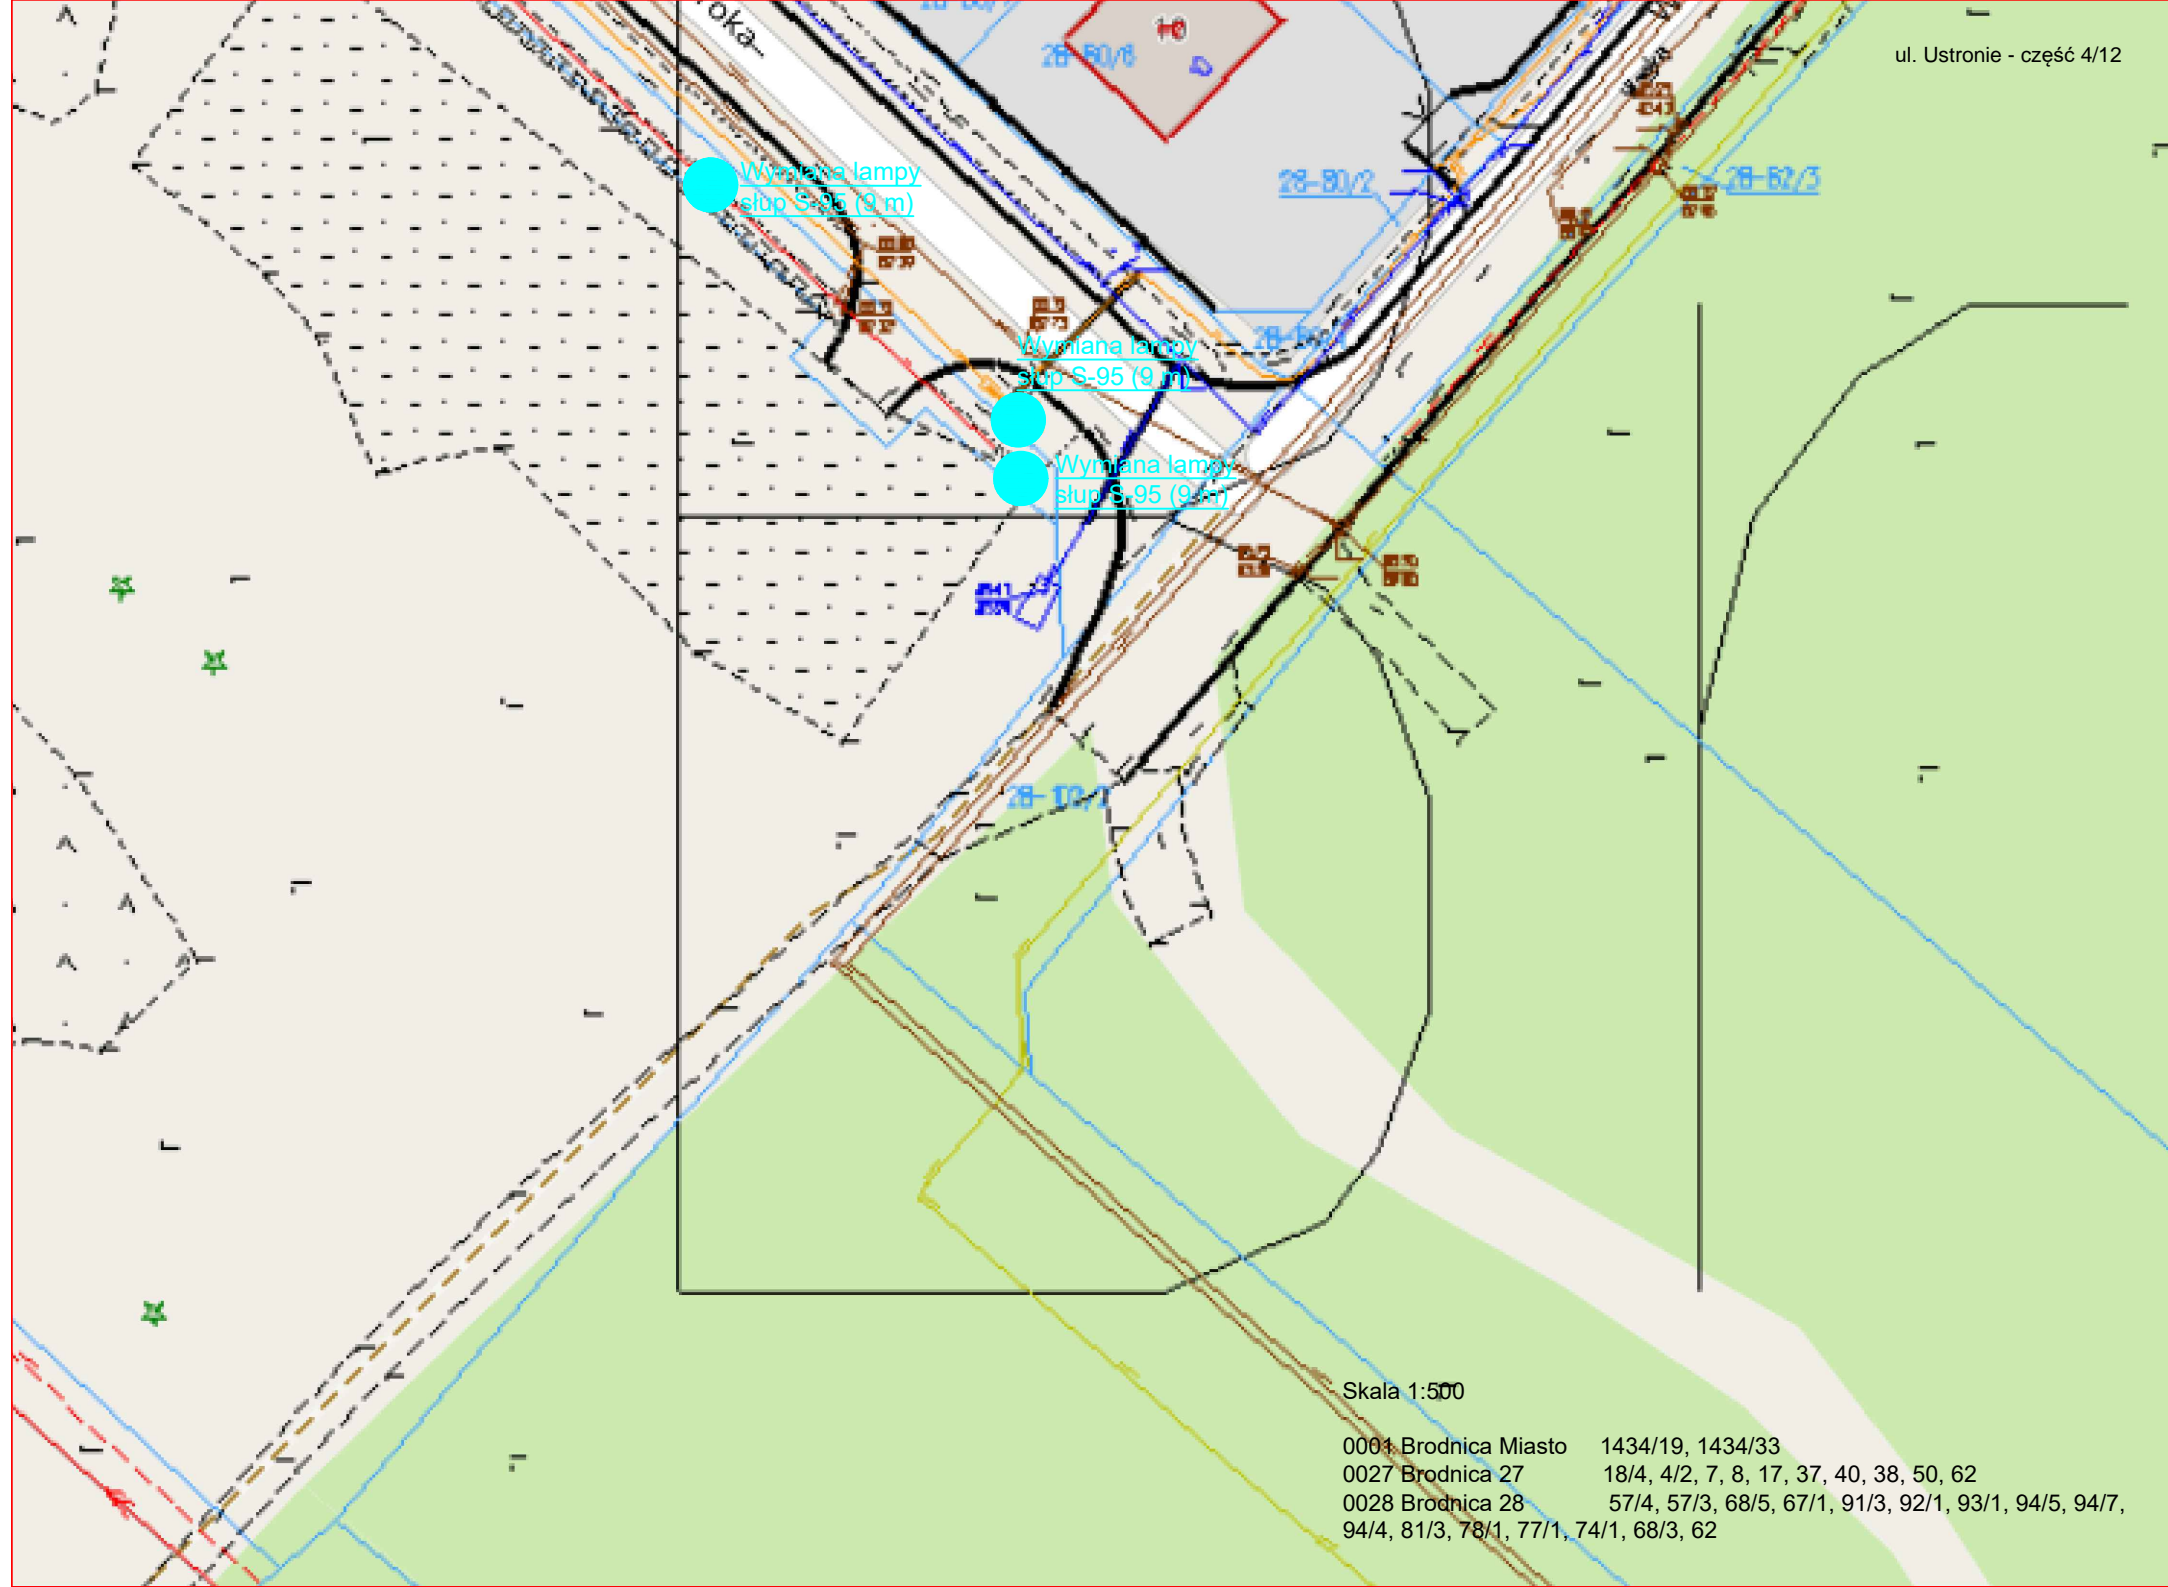 ul. Ustronie - część 4/12
28-80/6
28-80/2
28-82/3
Wymiana lampy
słup S-95 (9 m)
Wymiana lampy
słup S-95 (9 m)
Wymiana lampy
słup S-95 (9 m)
Skala 1:500
0001 Brodnica Miasto 1434/19, 1434/33
0027 Brodnica 27 18/4, 4/2, 7, 8, 17, 37, 40, 38, 50, 62
0028 Brodnica 28 57/4, 57/3, 68/5, 67/1, 91/3, 92/1, 93/1, 94/5, 94/7,
94/4, 81/3, 78/1, 77/1, 74/1, 68/3, 62